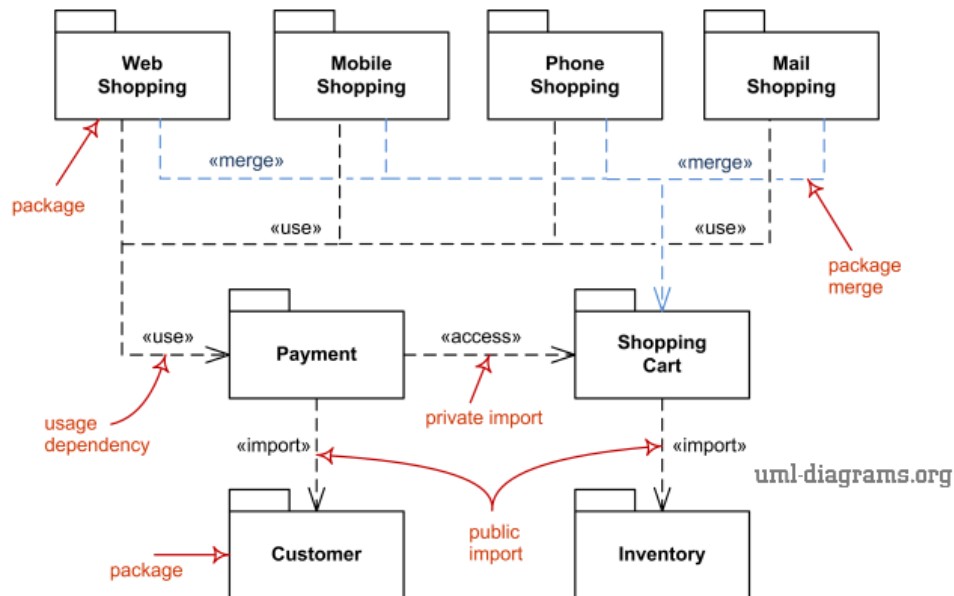 Web
Shopping
Mobile
Shopping
Phone
Shopping
Mail
Shopping
«merge»
«merge»
package
«use»
«use»
package
merge
«use»
Payment
«access»
Shopping
Cart
usage
dependency
private import
«import»
«import»
uml-diagrams.org
public
import
Customer
Inventory
package